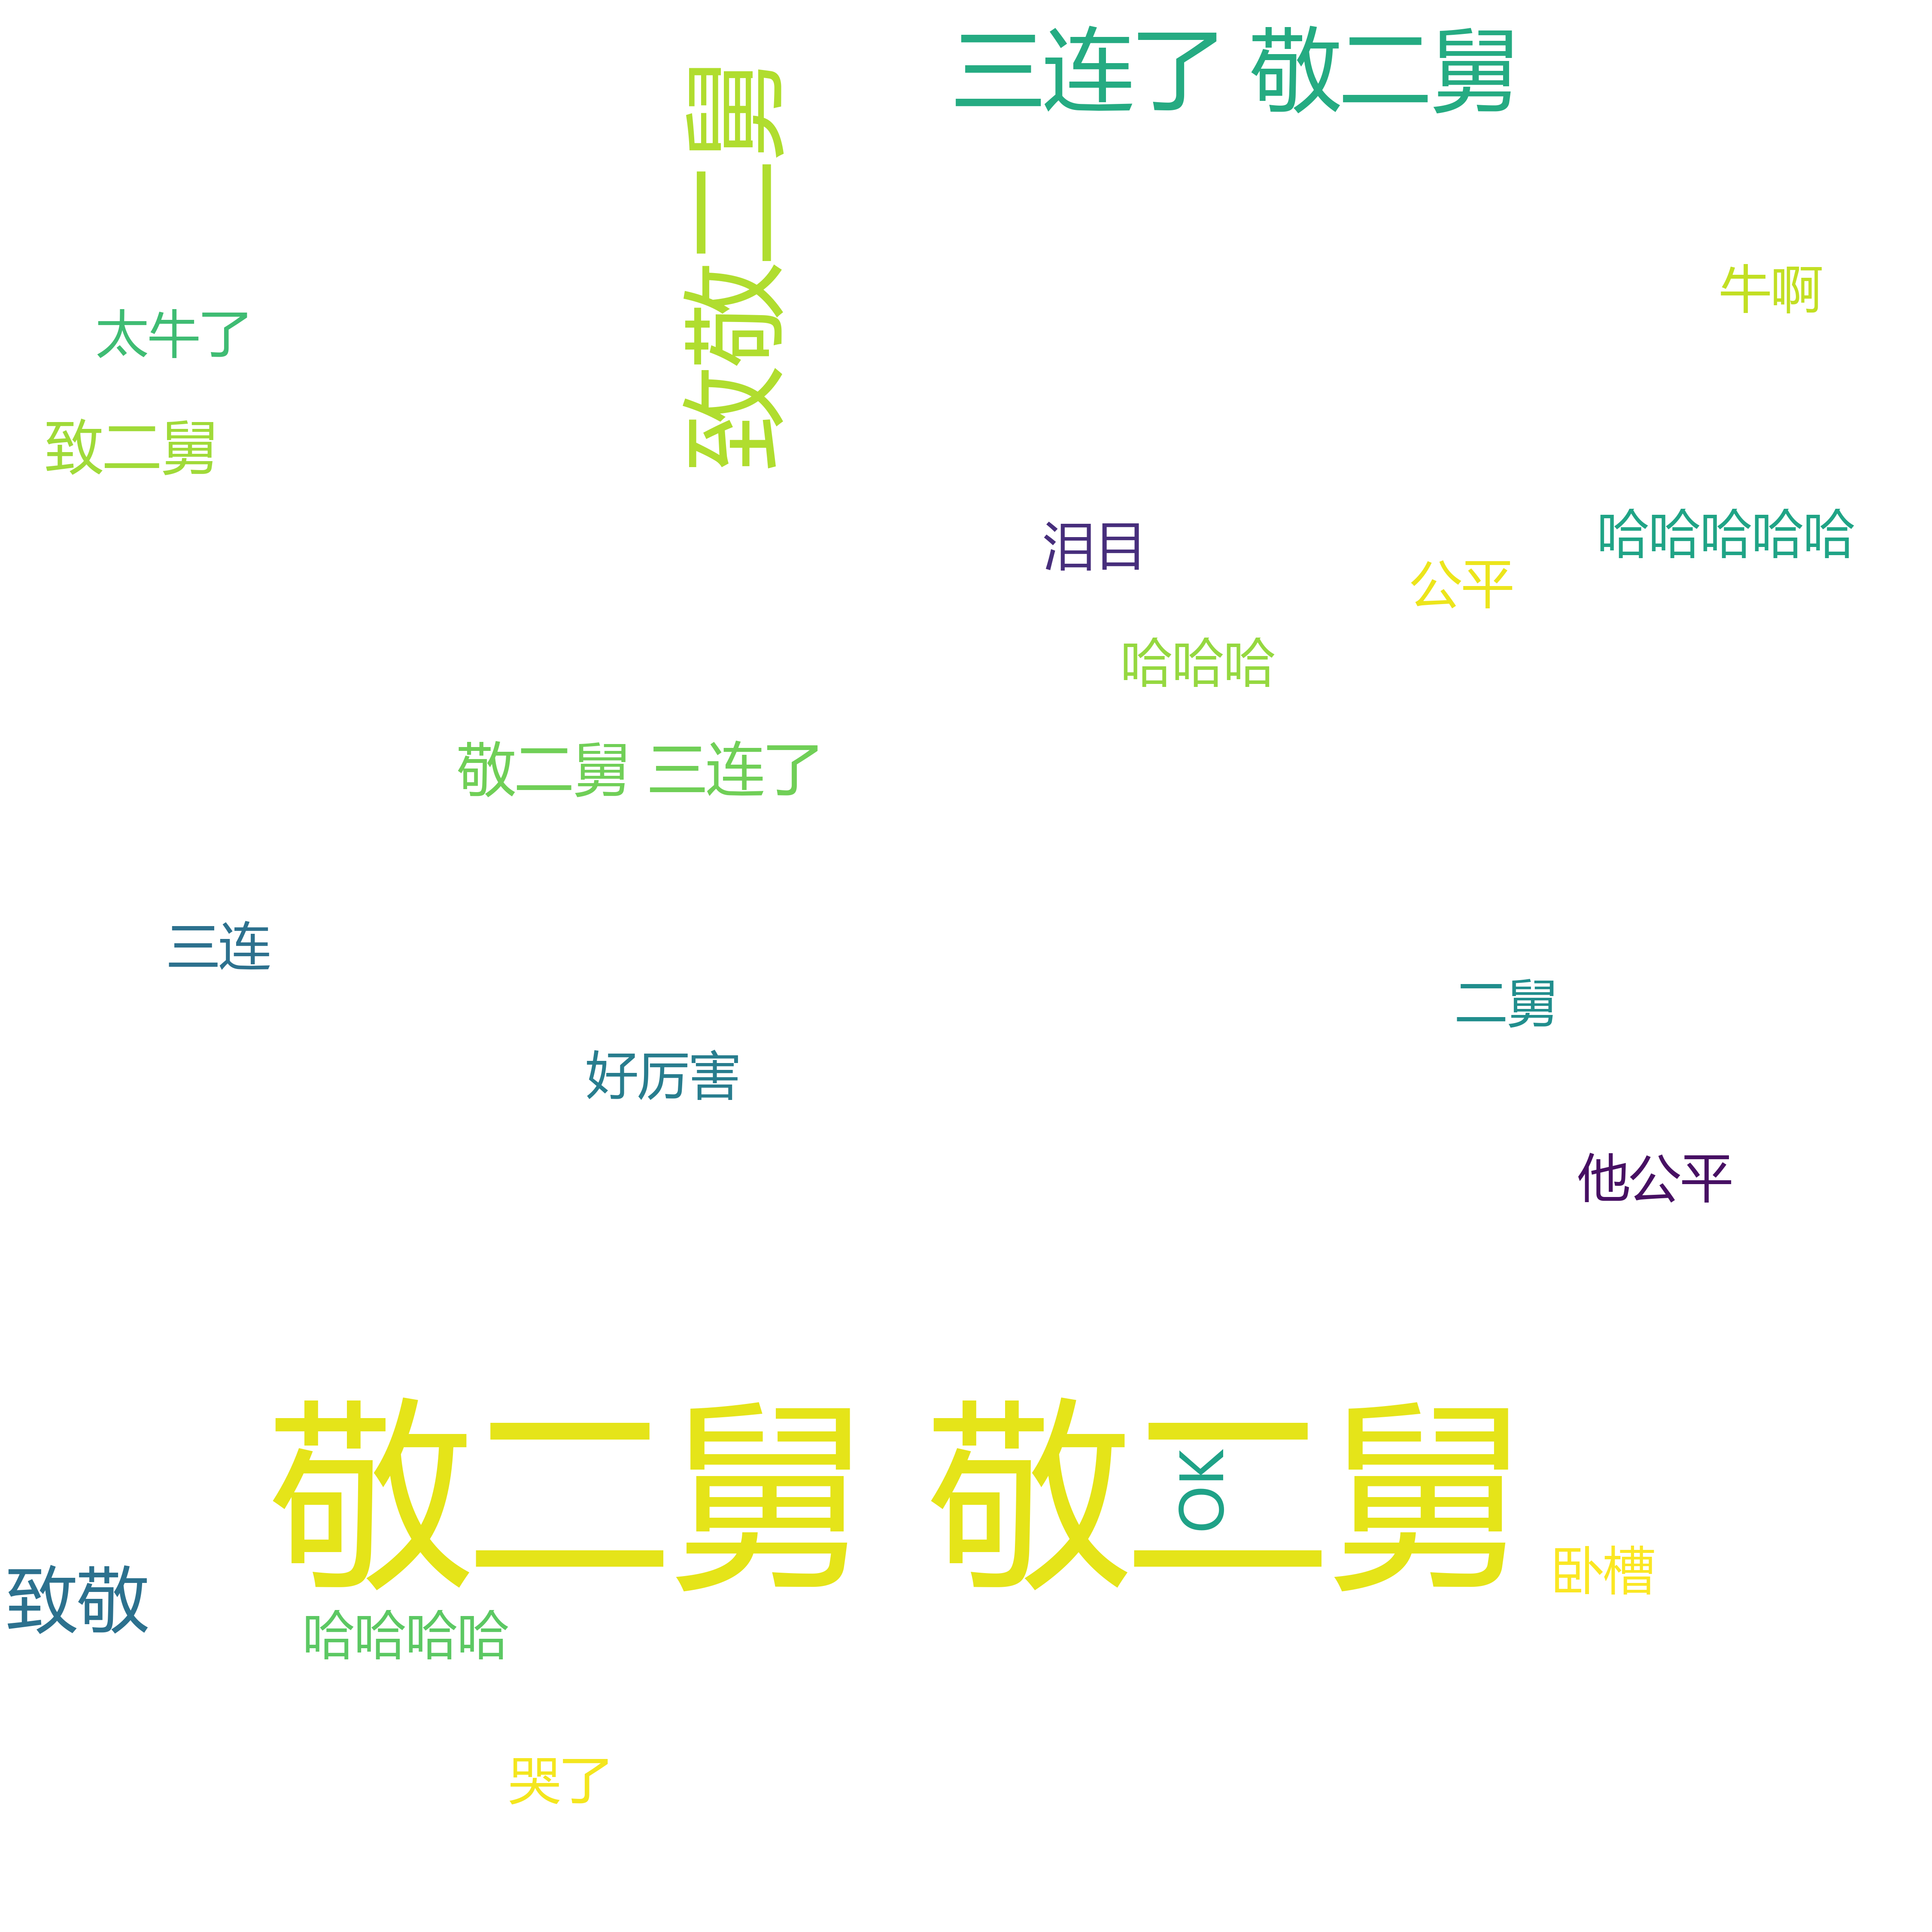 三连了 敬二舅
致敬二舅
牛啊
太牛了
致二舅
哈哈哈哈哈
泪目
公平
哈哈哈
敬二舅 三连了
三连
二舅
好厉害
他公平
敬二舅 敬二舅
OK
卧槽
致敬
哈哈哈哈
哭了